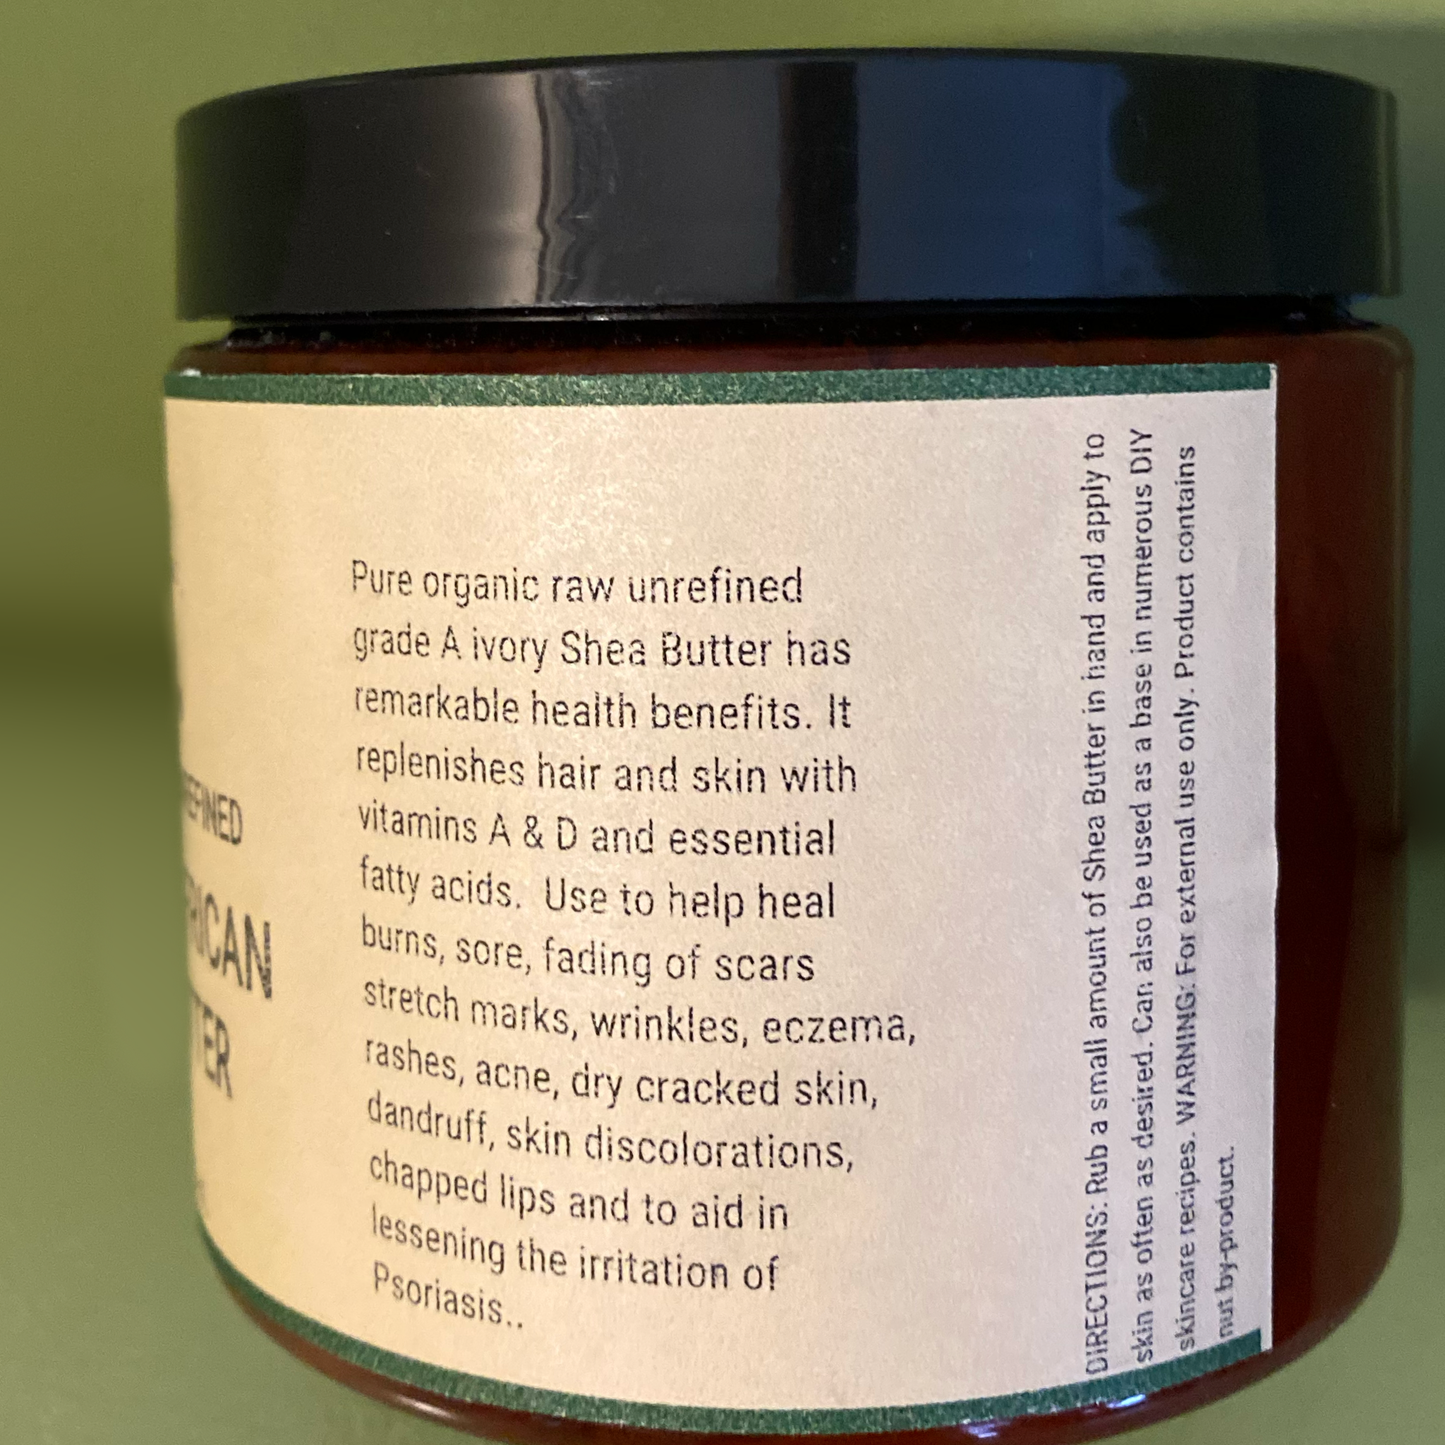 Pure organic raw unrefined
grade A ivory Shea Butter has
remarkable health benefits. It
replenishes hair and skin with
vitamins A & D and essential
fatty acids. Use to help heal
burns, sore, fading of scars
stretch marks, wrinkles, eczema,
rashes, acne, dry cracked skin,
dandruff, skin discolorations,
chapped lips and to aid in
lessening the irritation of
Psoriasis..
DIRECTIONS: Rub a small amount of Shea Butter in hand and apply to
skin as often as desired. Can also be used as a base in numerous DIY
skincare recipes. WARNING: For external use only. Product contains
nut by-product.